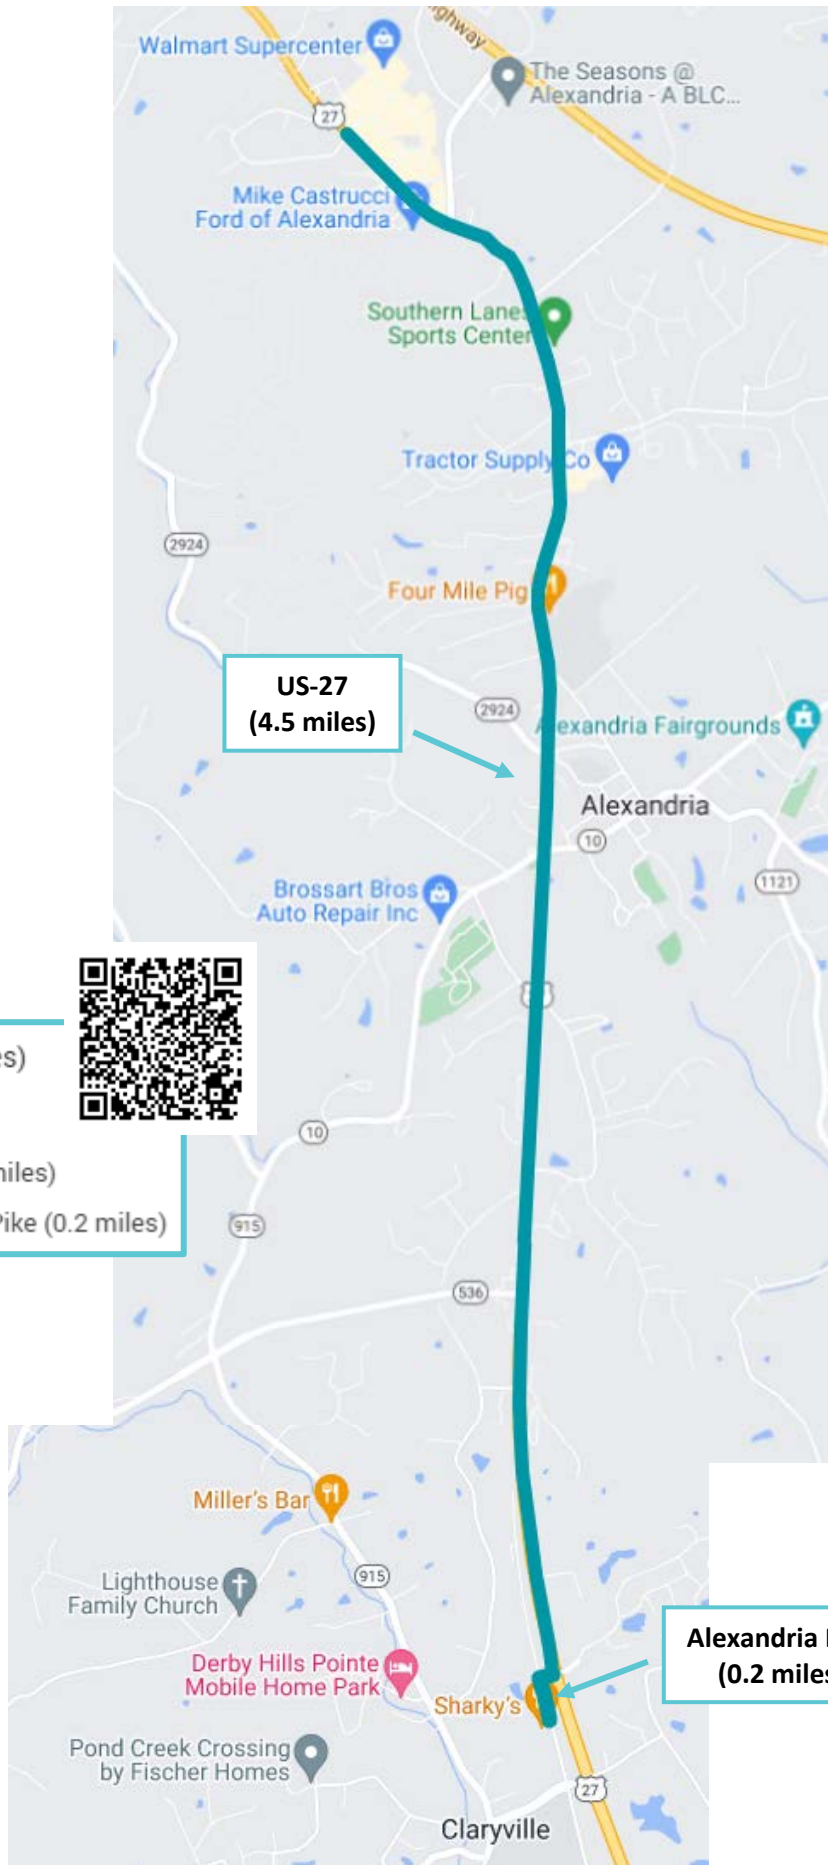 ghway
Walmart Supercenter
The Seasons @
Alexandria - A BLC...
27
Mike Castrucci
Ford of Alexandria
Southern Lanes
Sports Center
Tractor Supply Co
2924
Four Mile Pig
US-27
(4.5 miles)
2924
Alexandria Fairgrounds
Alexandria
10
1121
Brossart Bros
Auto Repair Inc
es)
10
niles)
Pike (0.2 miles)
915
536
Miller's Bar
915
Lighthouse
Family Church
Alexandria
(0.2 miles
Derby Hills Pointe
Mobile Home Park
Sharky's
Pond Creek Crossing
by Fischer Homes
27
Claryville